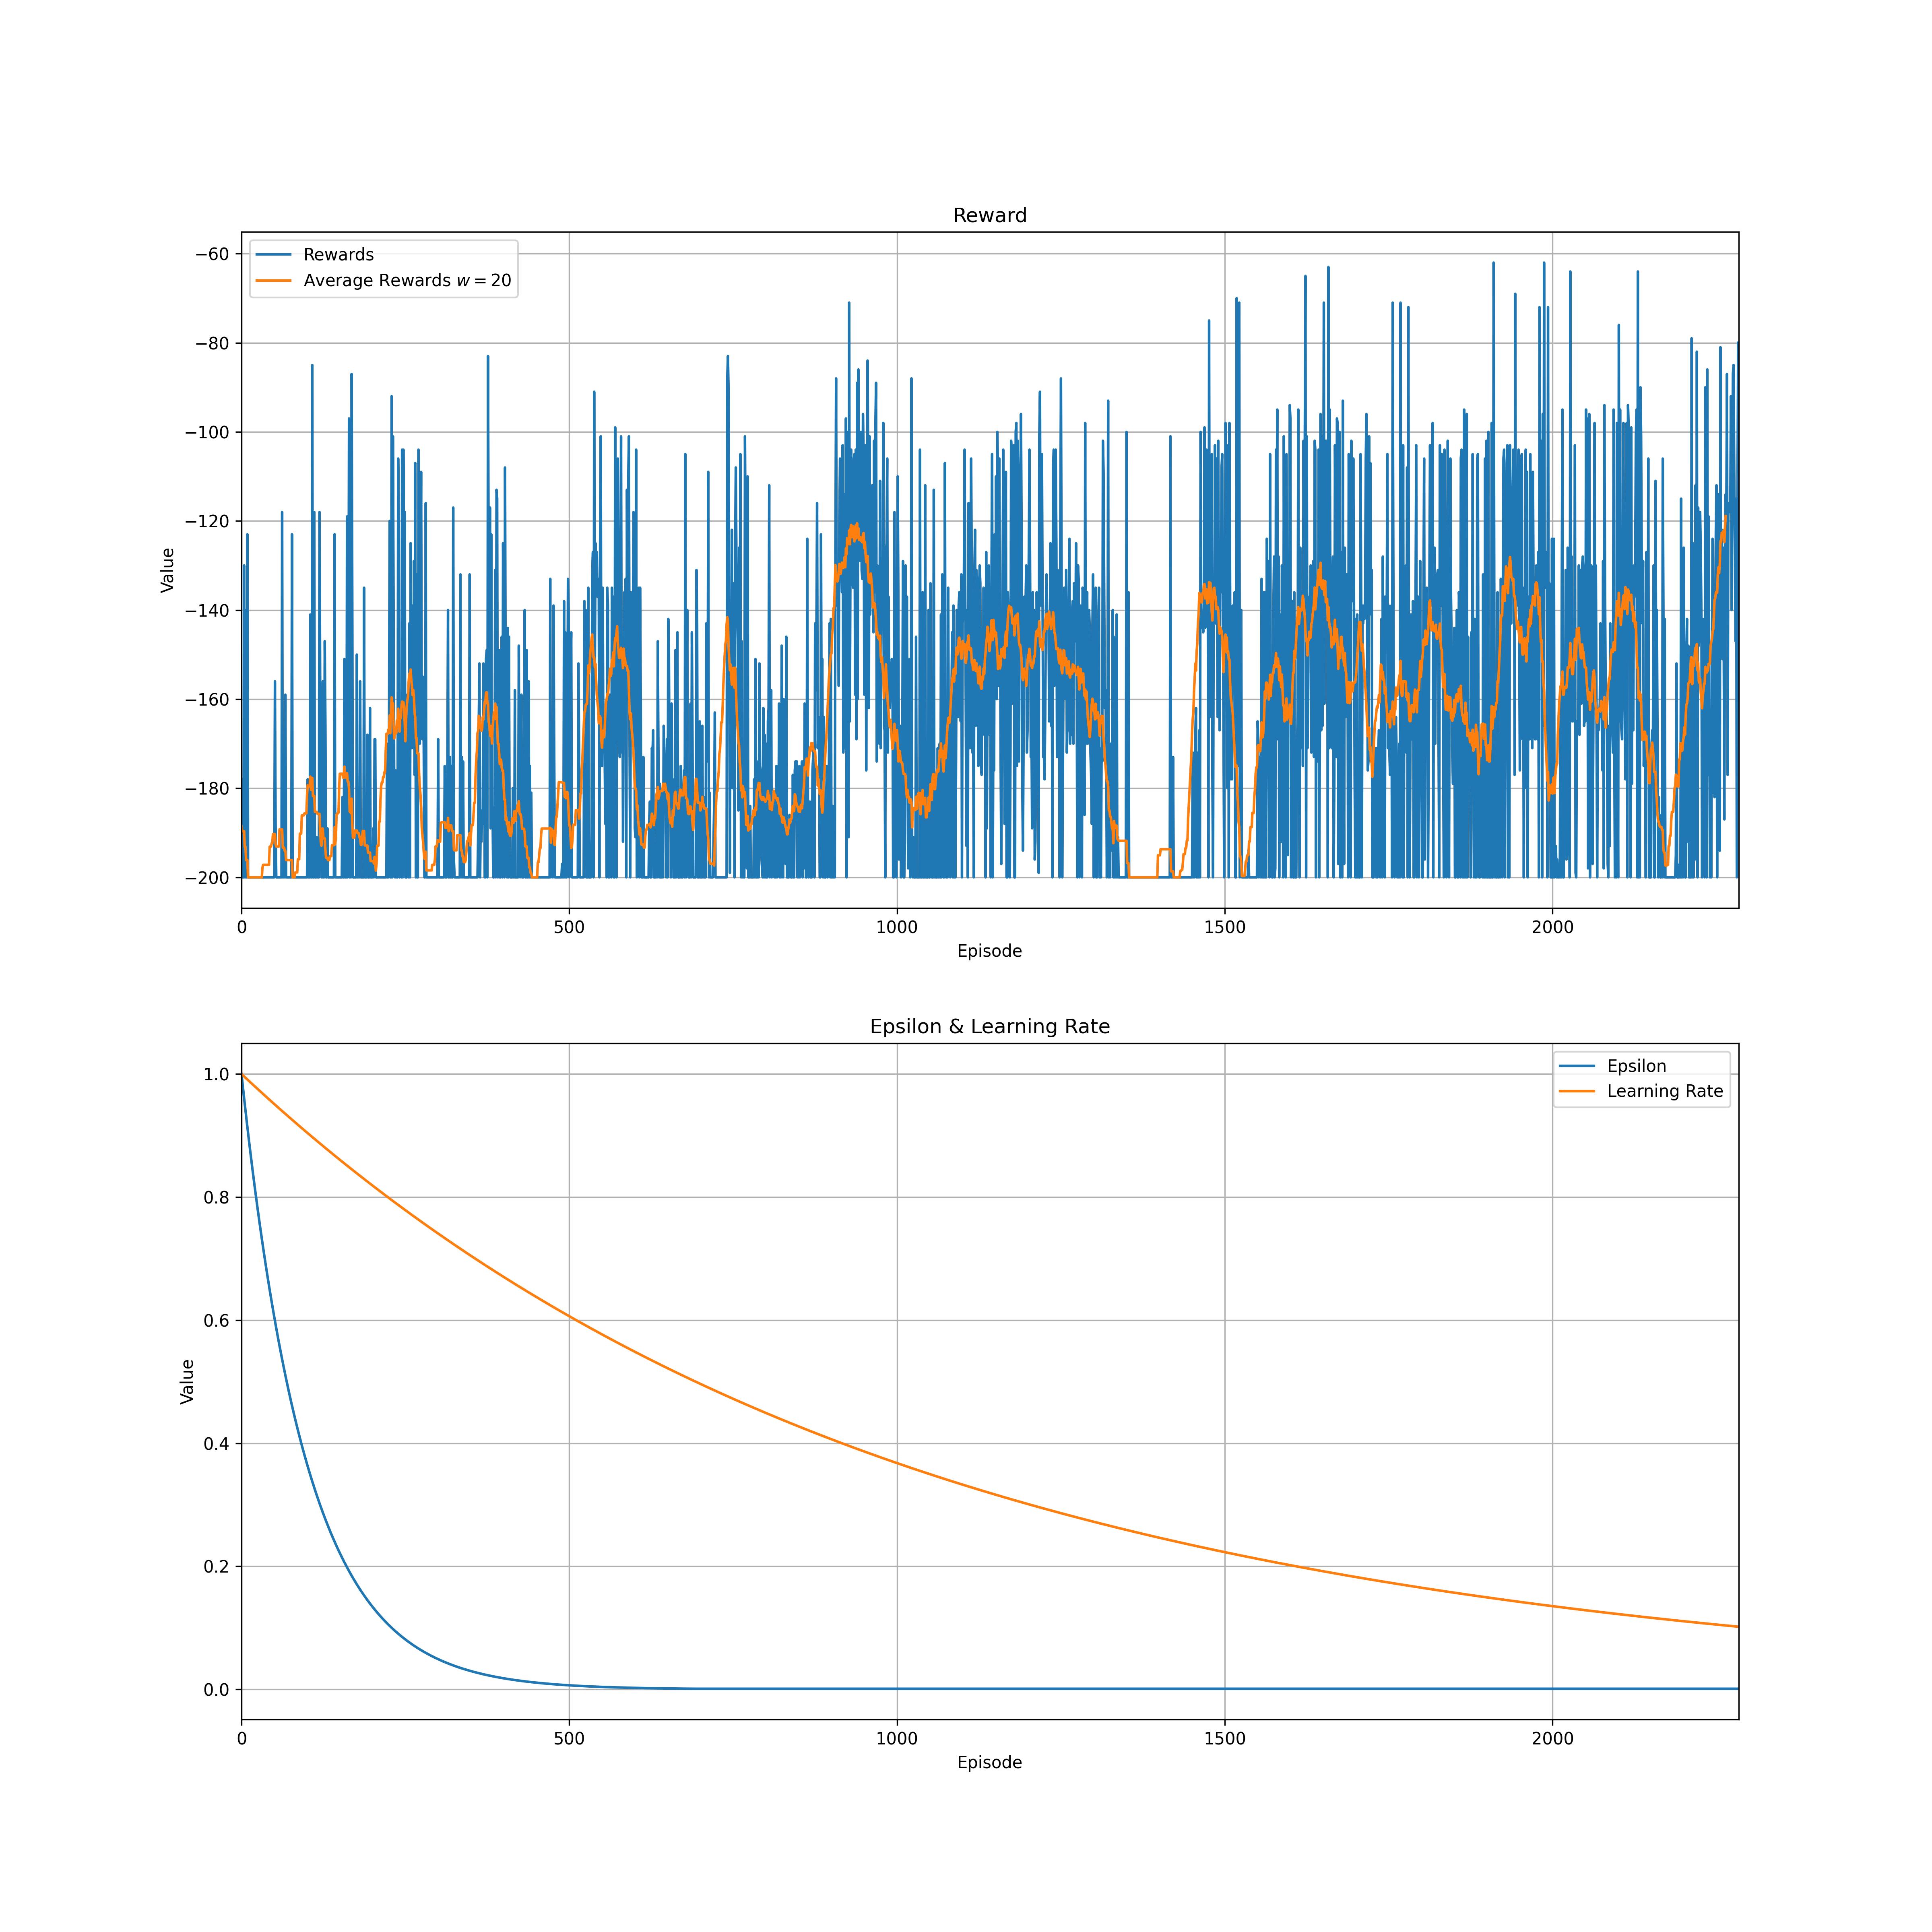 Reward
Rewards
Average Rewards w = 20
Value
−60
−80
−100
−120
−140
−160
−180
−200
0
500
1000
1500
2000
Episode
Epsilon & Learning Rate
Epsilon
Learning Rate
Value
1.0
0.8
0.6
0.4
0.2
0.0
0
500
1000
1500
2000
Episode